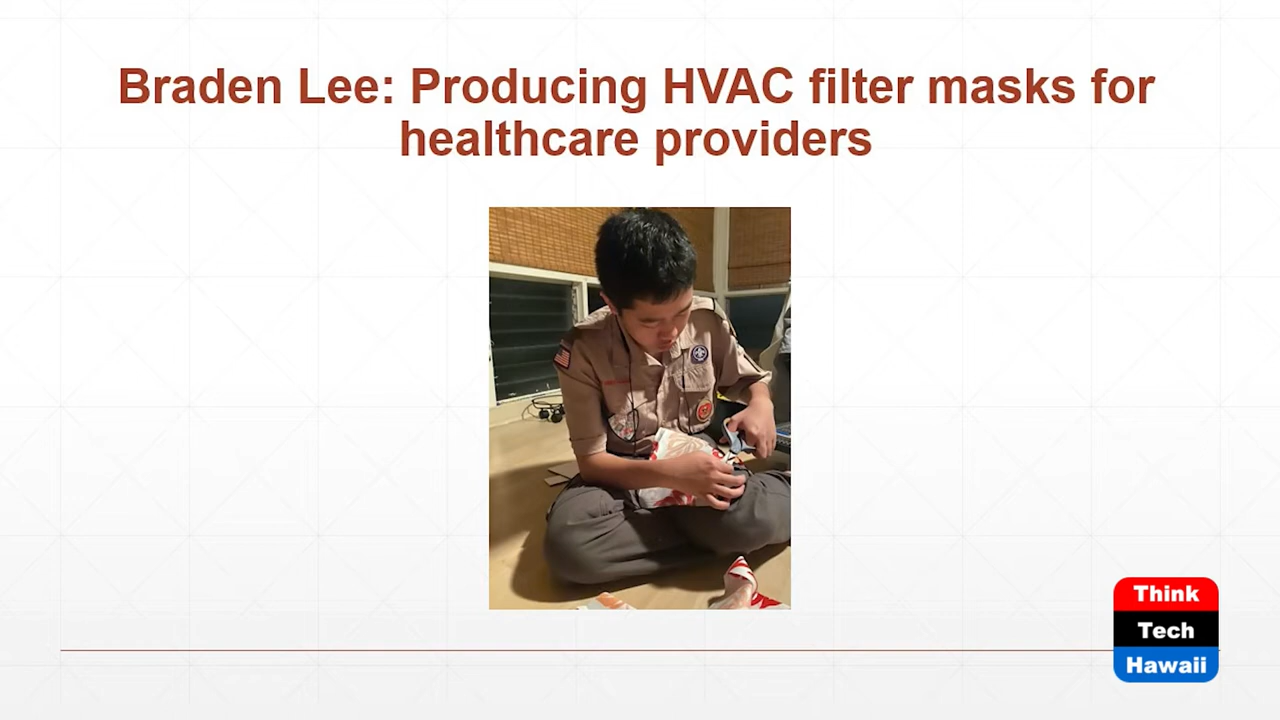 Braden Lee: Producing HVAC filter masks for
healthcare providers
Think
Tech
Hawaii